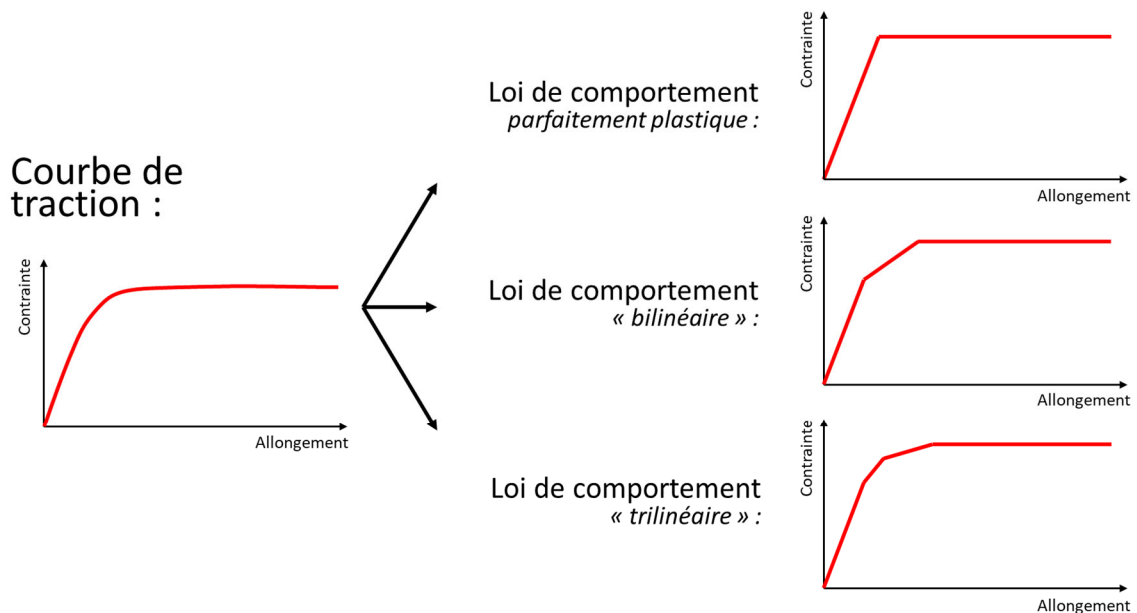 Courbe de
traction :
Contrainte
Allongement
Loi de comportement
parfaitement plastique :
Contrainte
Allongement
Loi de comportement
« bilinéaire » :
Contrainte
Allongement
Loi de comportement
« trilinéaire » :
Contrainte
Allongement